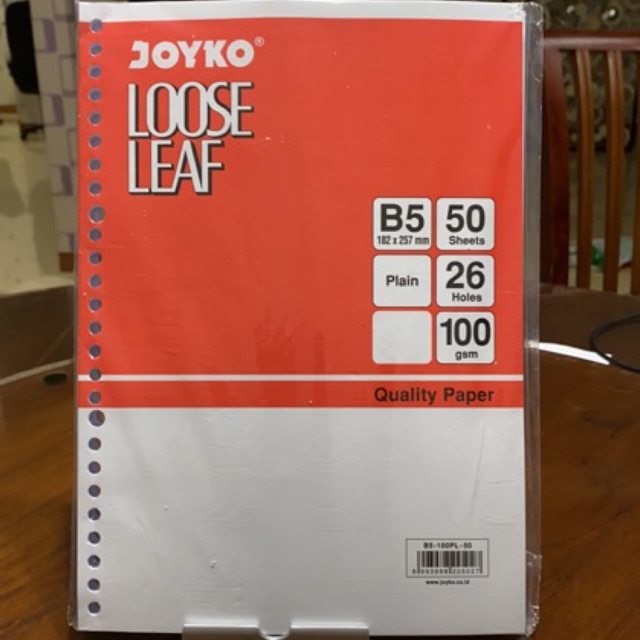 JOYKO®
LOOSE
LEAF
B5
182 x 257 mm
50
Sheets
Plain
26
Holes
100
gsm
Quality Paper
B5-100PL-50
www.joyko.co.id